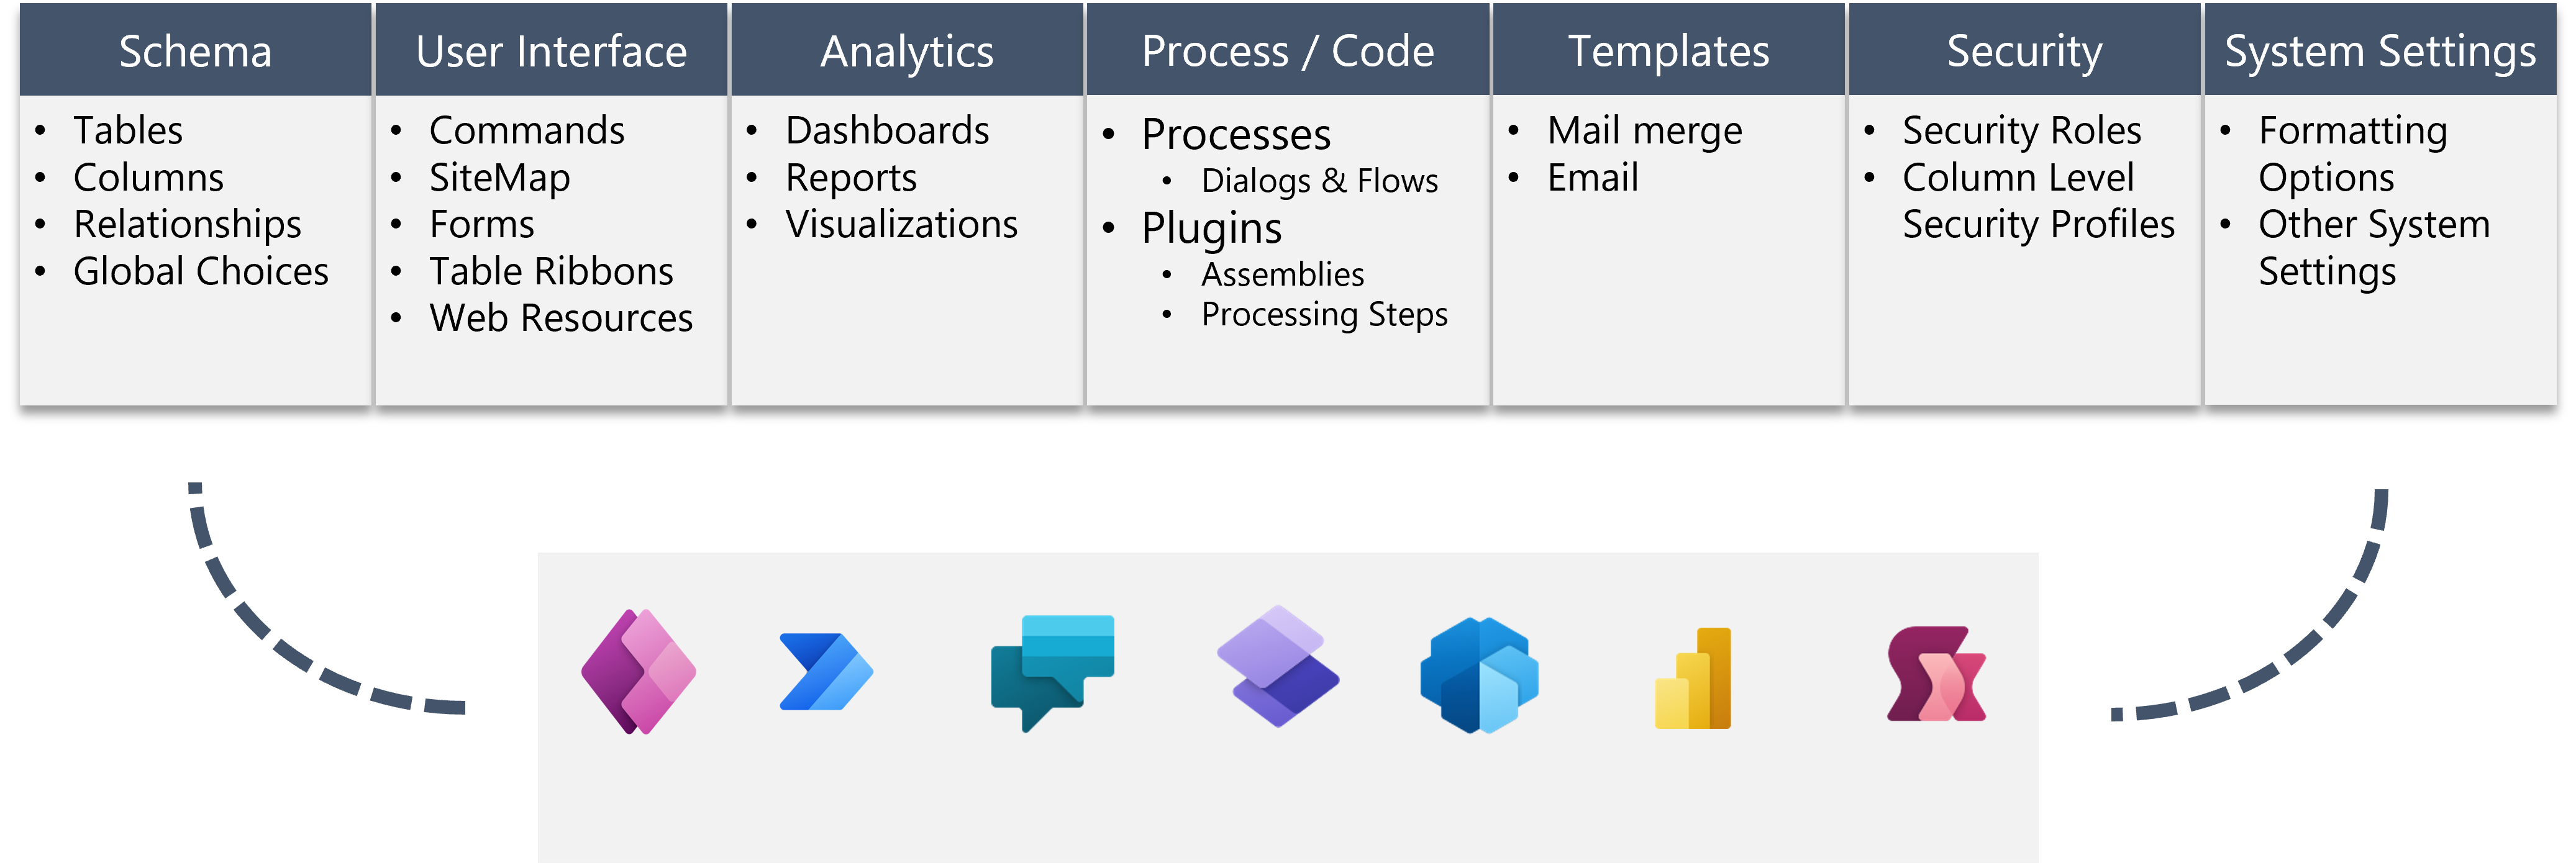 Schema
Tables
Columns
Relationships
Global Choices
User Interface
Commands
SiteMap
Forms
Table Ribbons
Web Resources
Analytics
Dashboards
Reports
Visualizations
Process / Code
Processes
Dialogs & Flows
Plugins
Assemblies
Processing Steps
Templates
Mail merge
Email
Security
Security Roles
Column Level
Security Profiles
System Settings
Formatting
Options
Other System
Settings